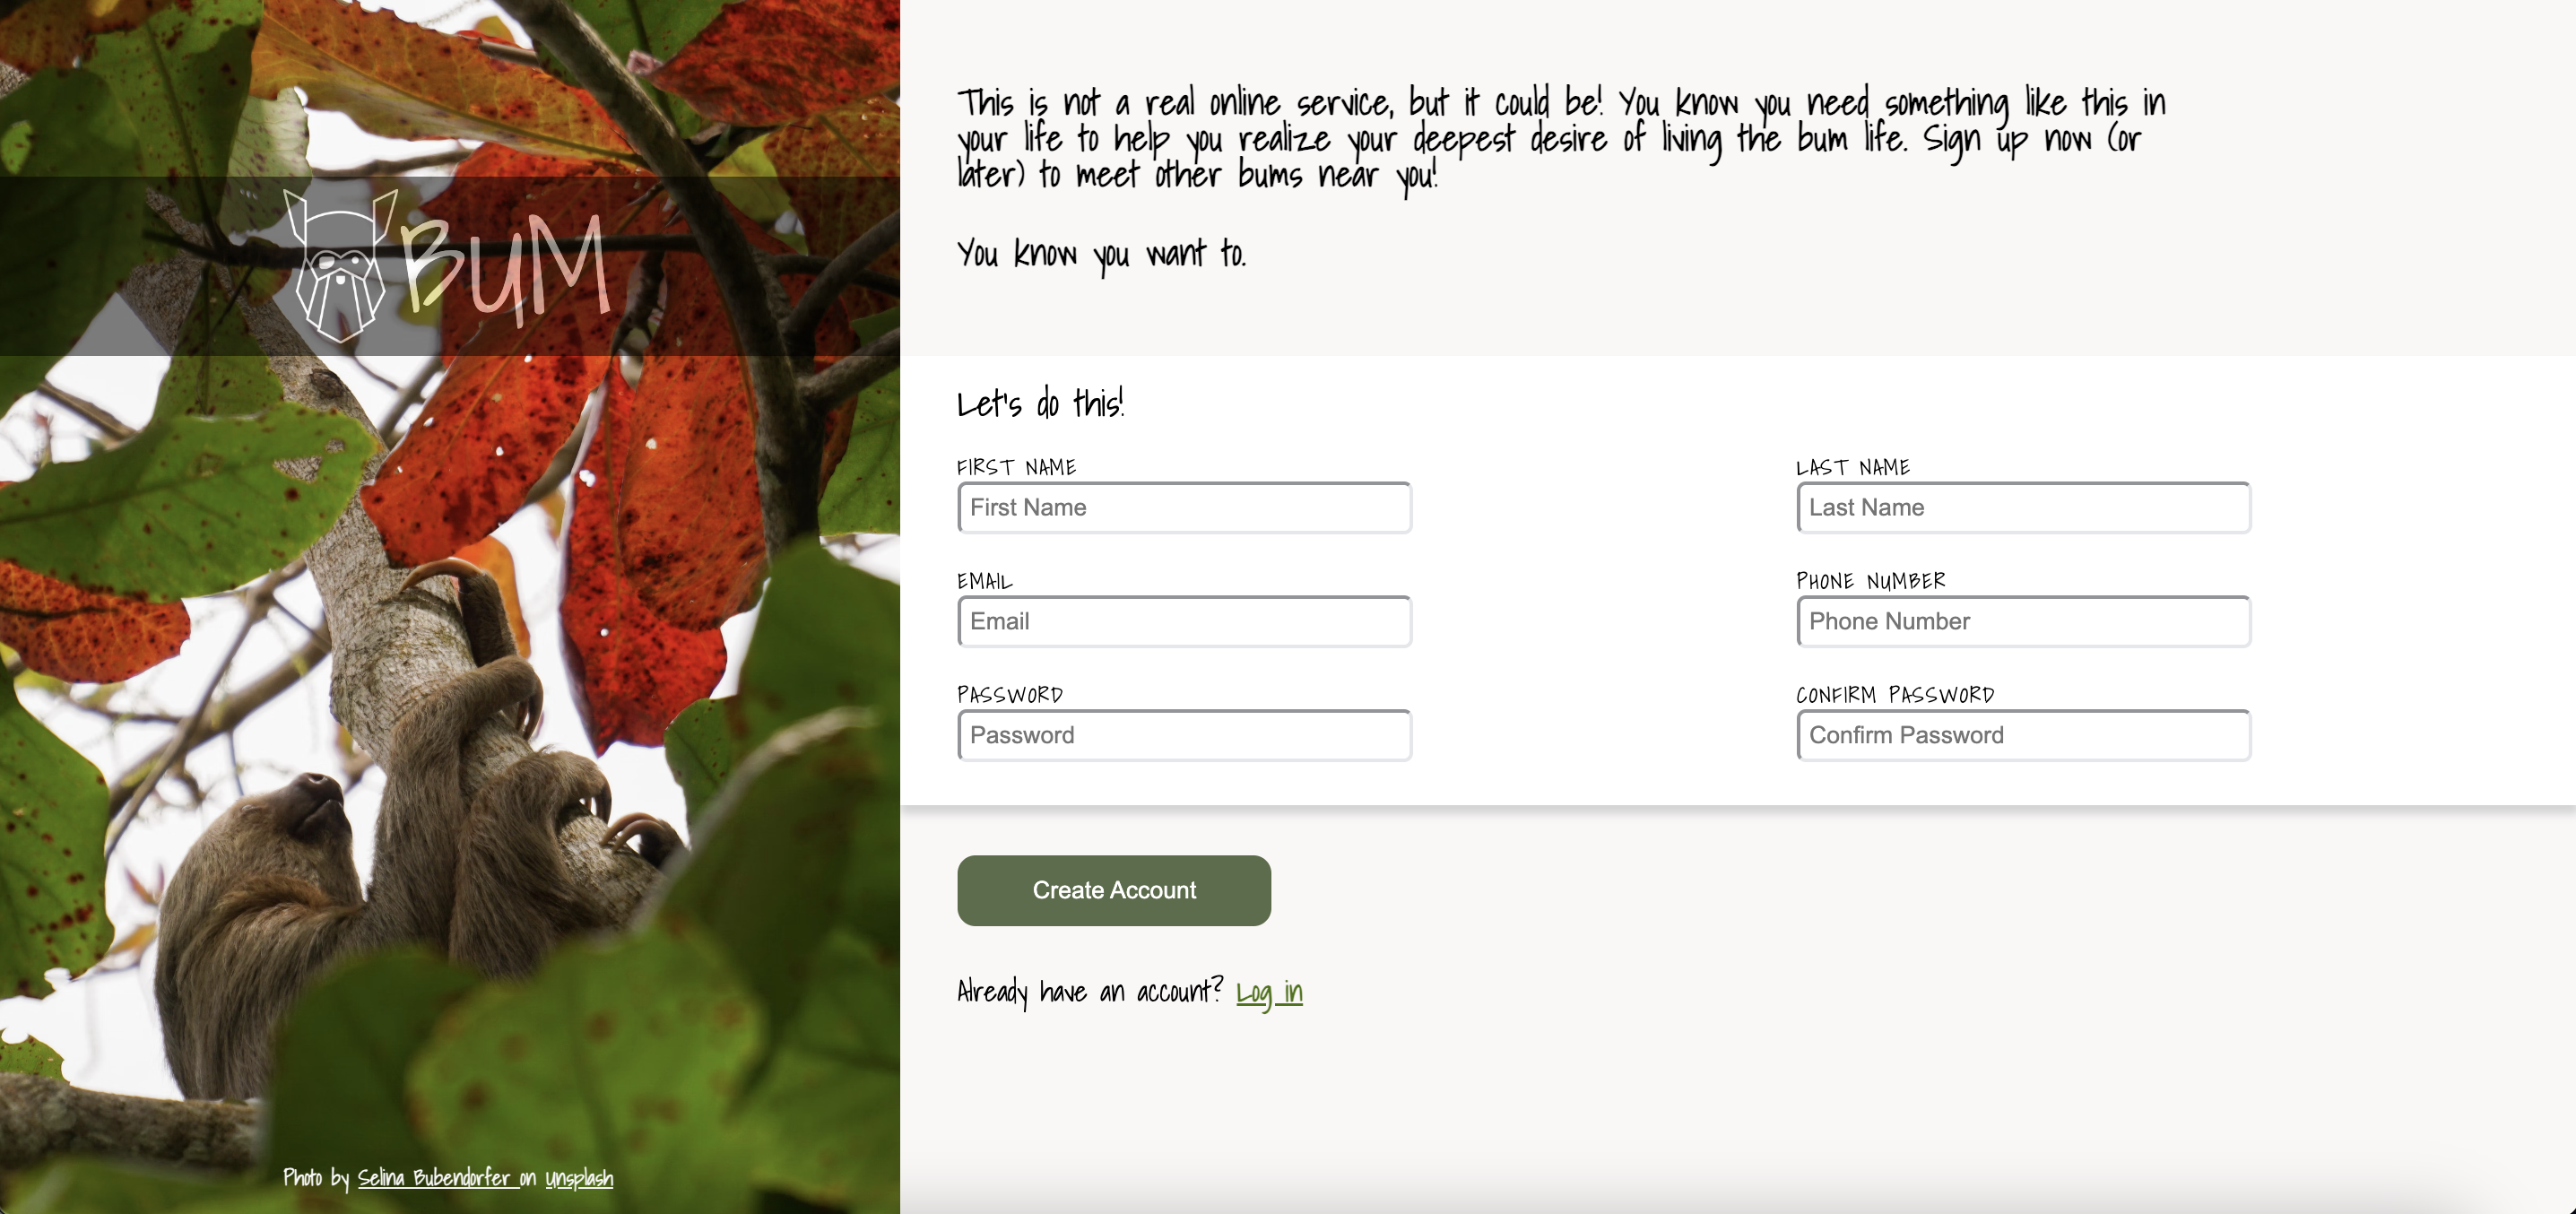 BUM
This is not a real online service, but it could be! You know you need something like this in
your life to help you realize your deepest desire of living the bum life. Sign up now (or
later) to meet other bums near you!
You know you want to.
Let's do this!
FIRST NAME
First Name
LAST NAME
Last Name
EMAIL
Email
PHONE NUMBER
Phone Number
PASSWORD
Password
CONFIRM PASSWORD
Confirm Password
Create Account
Already have an account? Log in
Photo by Selina Bubendorfer on Unsplash